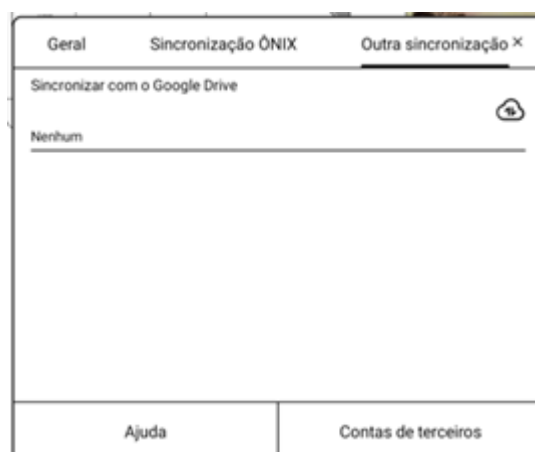 Geral Sincronização ÔNIX Outra sincronização ×
Sincronizar com o Google Drive
Nenhum
Ajuda Contas de terceiros